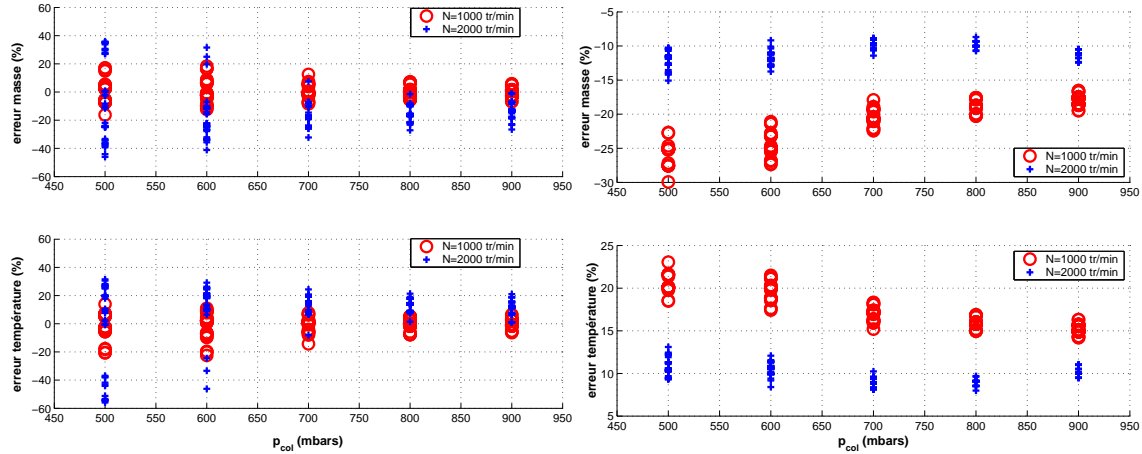 60
40
20
0
−20
−40
−60
erreur masse (%)
450 500 550 600 650 700 750 800 850 900 950
N=1000 tr/min
N=2000 tr/min
−5
−10
−15
−20
−25
−30
erreur masse (%)
450 500 550 600 650 700 750 800 850 900 950
N=1000 tr/min
N=2000 tr/min
60
40
20
0
−20
−40
−60
erreur température (%)
450 500 550 600 650 700 750 800 850 900 950
p_col (mbars)
N=1000 tr/min
N=2000 tr/min
25
20
15
10
5
erreur température (%)
450 500 550 600 650 700 750 800 850 900 950
p_col (mbars)
N=1000 tr/min
N=2000 tr/min